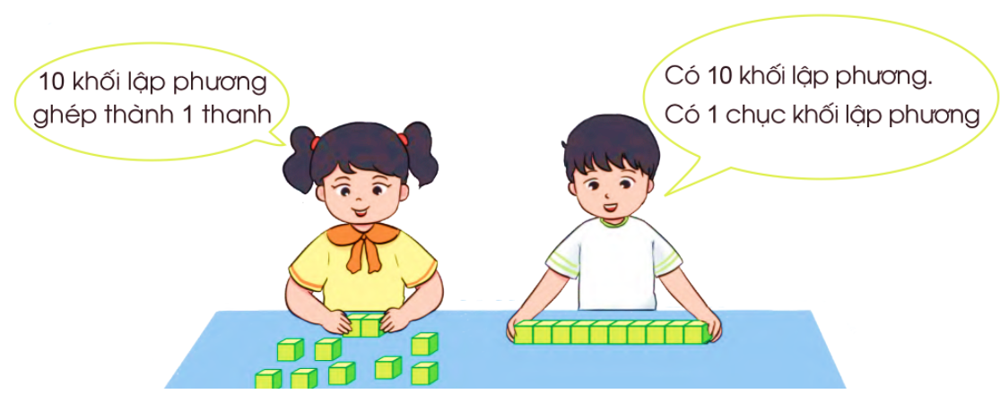 10 khối lập phương
ghép thành 1 thanh
Có 10 khối lập phương.
Có 1 chục khối lập phương